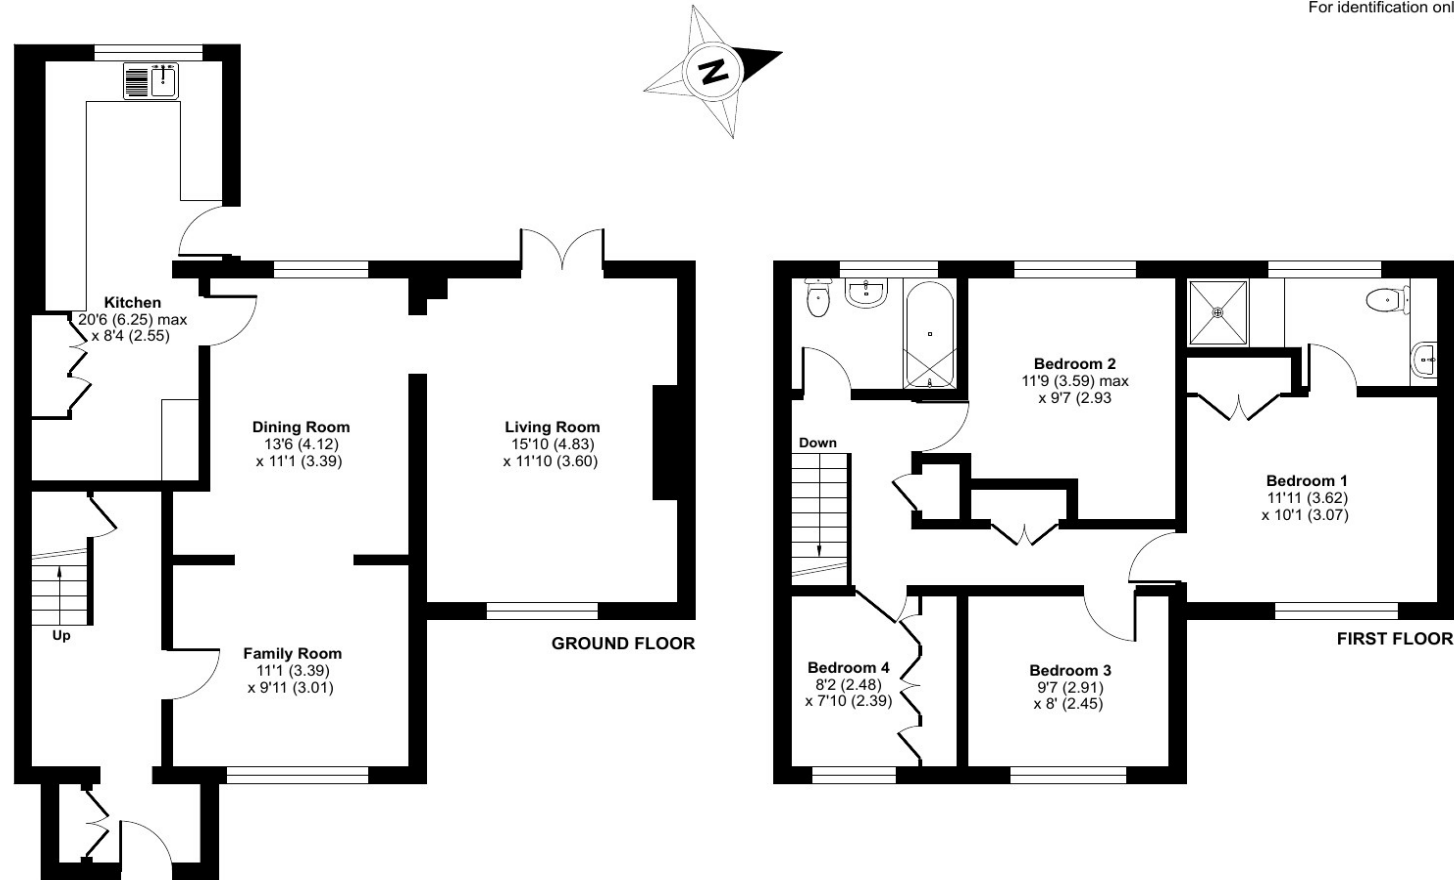 For identification onl
N
Kitchen
20'6 (6.25) max
x 8'4 (2.55)
Dining Room
13'6 (4.12)
x 11'1 (3.39)
Living Room
15'10 (4.83)
x 11'10 (3.60)
Up
Family Room
11'1 (3.39)
x 9'11 (3.01)
GROUND FLOOR
Bedroom 2
11'9 (3.59) max
x 9'7 (2.93
Down
Bedroom 1
11'11 (3.62)
x 10'1 (3.07)
Bedroom 4
8'2 (2.48)
x 7'10 (2.39)
Bedroom 3
9'7 (2.91)
x 8' (2.45)
FIRST FLOOR